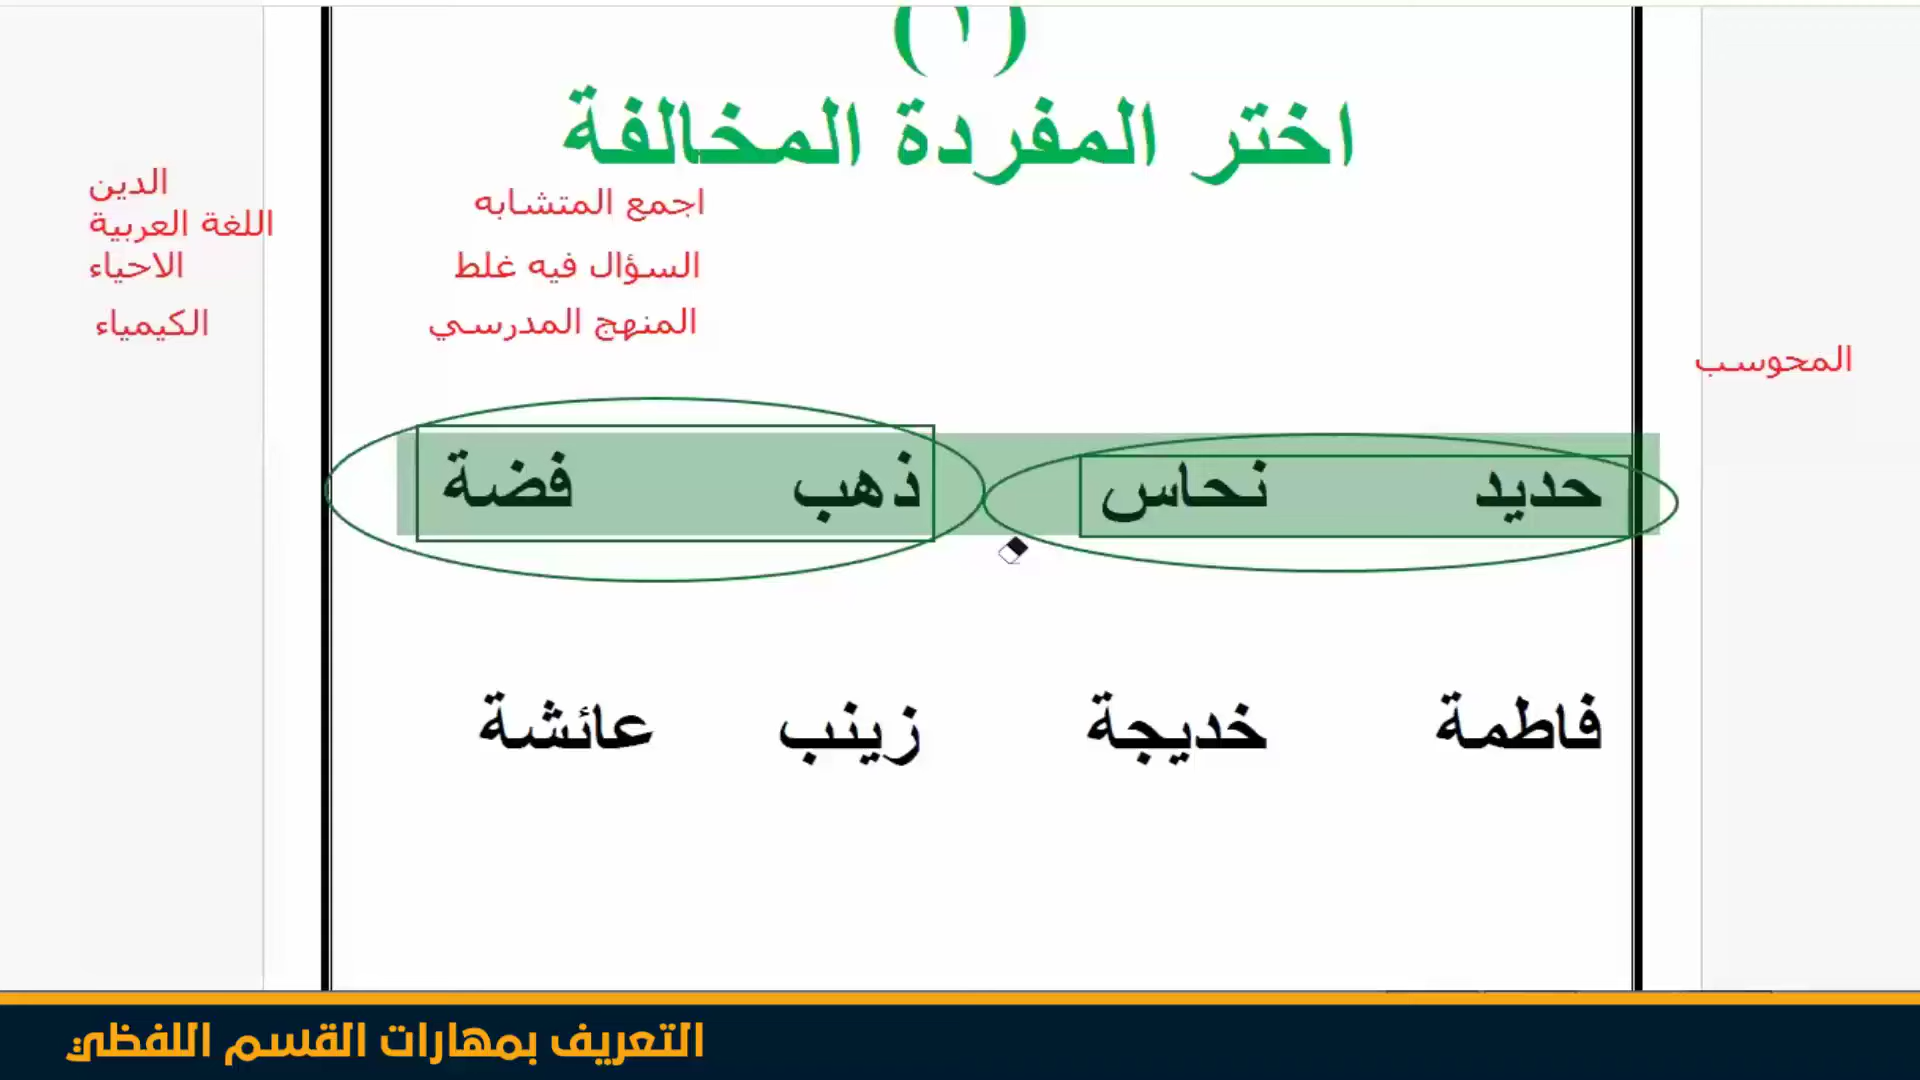 (١)
اختر المفردة المخالفة
الدين
اللغة العربية
الاحياء
الكيمياء
اجمع المتشابه
السؤال فيه غلط
المنهج المدرسي
المحوسب
حديد نحاس ذهب فضة
فاطمة خديجة زينب عائشة
التعريف بمهارات القسم اللفظي